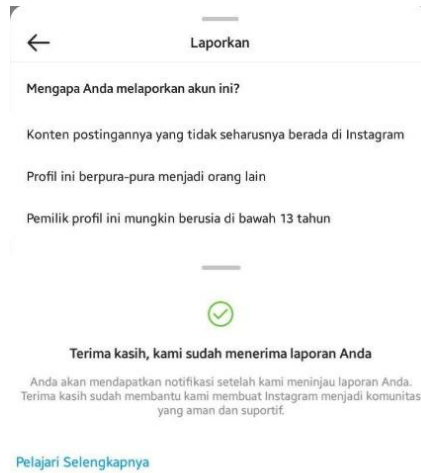 Laporkan
Mengapa Anda melaporkan akun ini?
Konten postingannya yang tidak seharusnya berada di Instagram
Profil ini berpura-pura menjadi orang lain
Pemilik profil ini mungkin berusia di bawah 13 tahun
Terima kasih, kami sudah menerima laporan Anda
Anda akan mendapatkan notifikasi setelah kami meninjau laporan Anda.
Terima kasih sudah membantu kami membuat Instagram menjadi komunitas
yang aman dan suportif.
Pelajari Selengkapnya